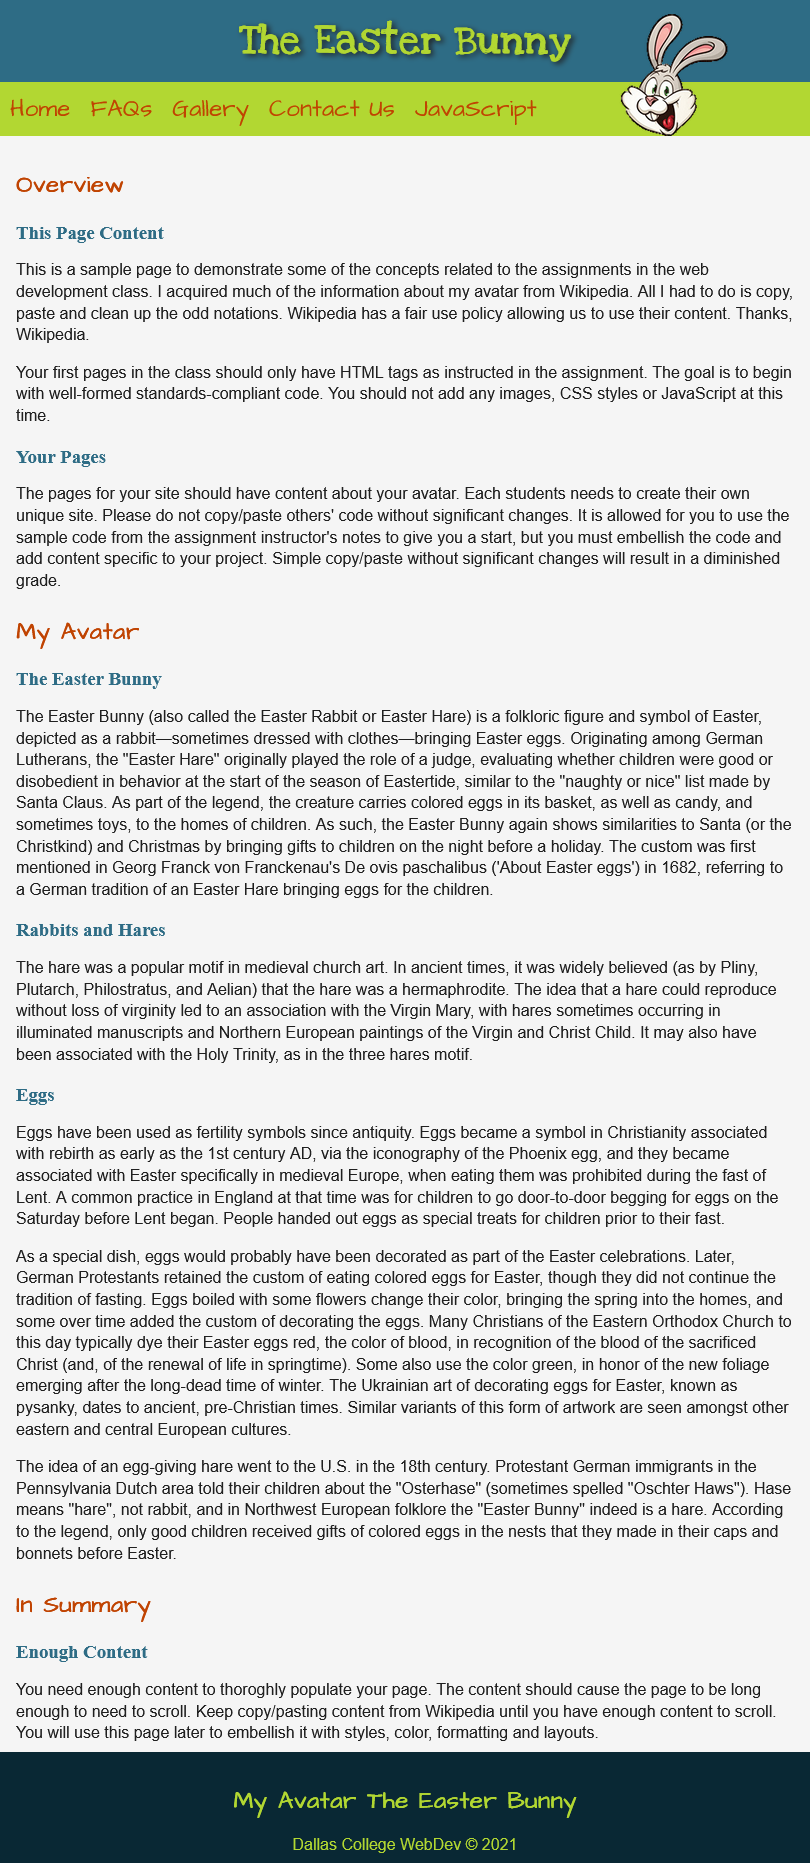 The Easter Bunny
Home FAQs Gallery Contact Us JavaScript
Overview
This Page Content
This is a sample page to demonstrate some of the concepts related to the assignments in the web
development class. I acquired much of the information about my avatar from Wikipedia. All I had to do is copy,
paste and clean up the odd notations. Wikipedia has a fair use policy allowing us to use their content. Thanks,
Wikipedia.
Your first pages in the class should only have HTML tags as instructed in the assignment. The goal is to begin
with well-formed standards-compliant code. You should not add any images, CSS styles or JavaScript at this
time.
Your Pages
The pages for your site should have content about your avatar. Each students needs to create their own
unique site. Please do not copy/paste others' code without significant changes. It is allowed for you to use the
sample code from the assignment instructor's notes to give you a start, but you must embellish the code and
add content specific to your project. Simple copy/paste without significant changes will result in a diminished
grade.
My Avatar
The Easter Bunny
The Easter Bunny (also called the Easter Rabbit or Easter Hare) is a folkloric figure and symbol of Easter,
depicted as a rabbit—sometimes dressed with clothes—bringing Easter eggs. Originating among German
Lutherans, the "Easter Hare" originally played the role of a judge, evaluating whether children were good or
disobedient in behavior at the start of the season of Eastertide, similar to the "naughty or nice" list made by
Santa Claus. As part of the legend, the creature carries colored eggs in its basket, as well as candy, and
sometimes toys, to the homes of children. As such, the Easter Bunny again shows similarities to Santa (or the
Christkind) and Christmas by bringing gifts to children on the night before a holiday. The custom was first
mentioned in Georg Franck von Franckenau's De ovis paschalibus ('About Easter eggs') in 1682, referring to
a German tradition of an Easter Hare bringing eggs for the children.
Rabbits and Hares
The hare was a popular motif in medieval church art. In ancient times, it was widely believed (as by Pliny,
Plutarch, Philostratus, and Aelian) that the hare was a hermaphrodite. The idea that a hare could reproduce
without loss of virginity led to an association with the Virgin Mary, with hares sometimes occurring in
illuminated manuscripts and Northern European paintings of the Virgin and Christ Child. It may also have
been associated with the Holy Trinity, as in the three hares motif.
Eggs
Eggs have been used as fertility symbols since antiquity. Eggs became a symbol in Christianity associated
with rebirth as early as the 1st century AD, via the iconography of the Phoenix egg, and they became
associated with Easter specifically in medieval Europe, when eating them was prohibited during the fast of
Lent. A common practice in England at that time was for children to go door-to-door begging for eggs on the
Saturday before Lent began. People handed out eggs as special treats for children prior to their fast.
As a special dish, eggs would probably have been decorated as part of the Easter celebrations. Later,
German Protestants retained the custom of eating colored eggs for Easter, though they did not continue the
tradition of fasting. Eggs boiled with some flowers change their color, bringing the spring into the homes, and
some over time added the custom of decorating the eggs. Many Christians of the Eastern Orthodox Church to
this day typically dye their Easter eggs red, the color of blood, in recognition of the blood of the sacrificed
Christ (and, of the renewal of life in springtime). Some also use the color green, in honor of the new foliage
emerging after the long-dead time of winter. The Ukrainian art of decorating eggs for Easter, known as
pysanky, dates to ancient, pre-Christian times. Similar variants of this form of artwork are seen amongst other
eastern and central European cultures.
The idea of an egg-giving hare went to the U.S. in the 18th century. Protestant German immigrants in the
Pennsylvania Dutch area told their children about the "Osterhase" (sometimes spelled "Oschter Haws"). Hase
means "hare", not rabbit, and in Northwest European folklore the "Easter Bunny" indeed is a hare. According
to the legend, only good children received gifts of colored eggs in the nests that they made in their caps and
bonnets before Easter.
In Summary
Enough Content
You need enough content to thoroghly populate your page. The content should cause the page to be long
enough to need to scroll. Keep copy/pasting content from Wikipedia until you have enough content to scroll.
You will use this page later to embellish it with styles, color, formatting and layouts.
My Avatar The Easter Bunny
Dallas College WebDev © 2021